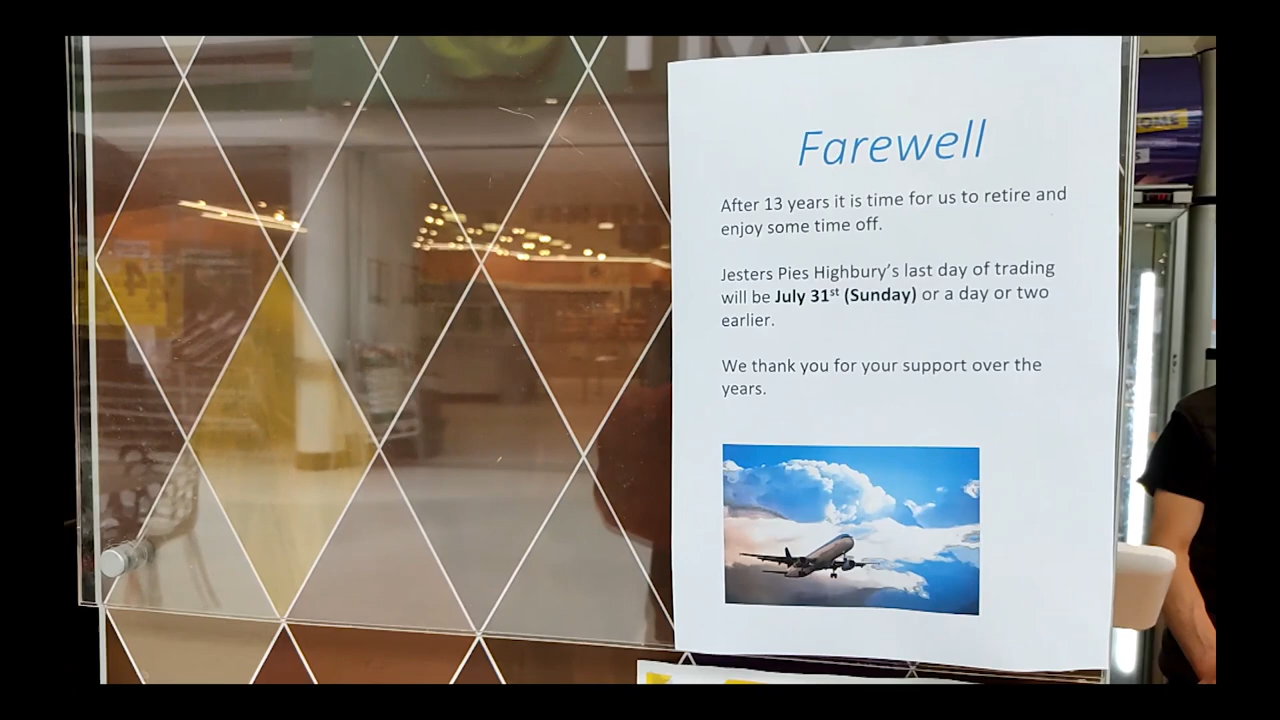 Farewell
After 13 years it is time for us to retire and
enjoy some time off.
Jesters Pies Highbury’s last day of trading
will be July 31st (Sunday) or a day or two
earlier.
We thank you for your support over the
years.